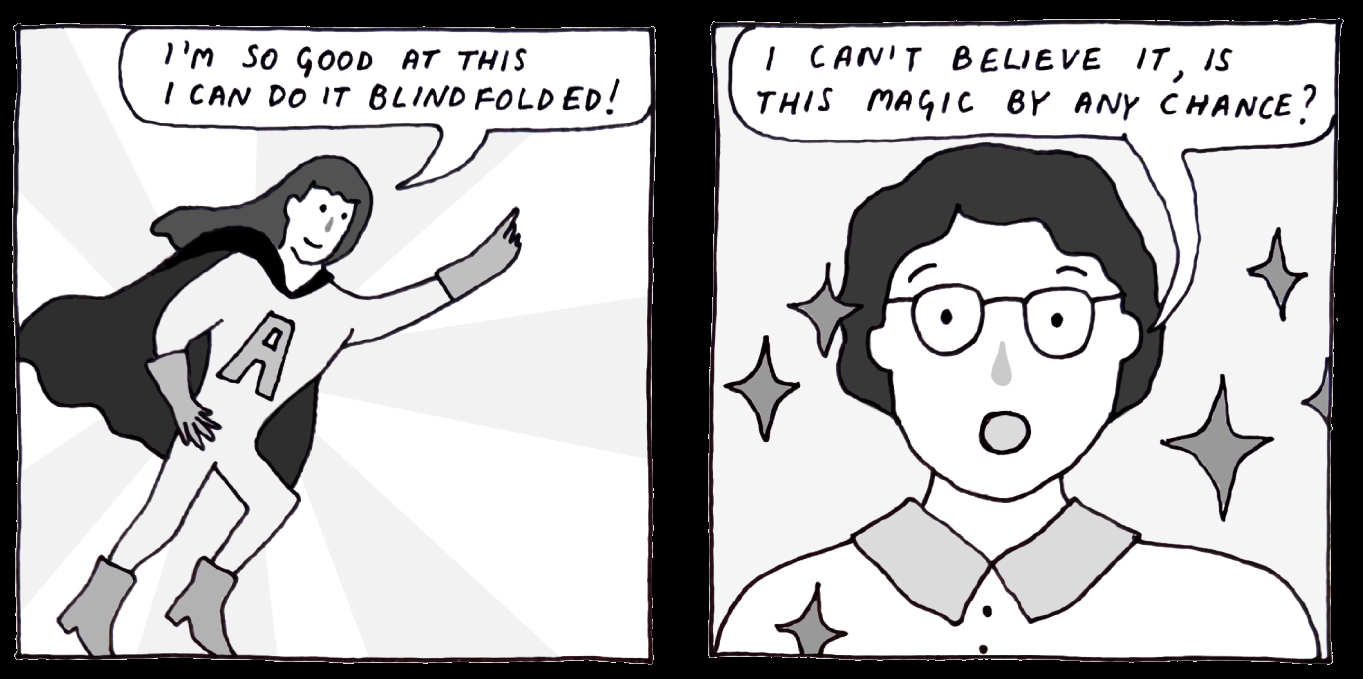 I'M SO GOOD AT THIS
I CAN DO IT BLINDFOLDED!
A
I CAN'T BELIEVE IT, IS
THIS MAGIC BY ANY CHANCE?